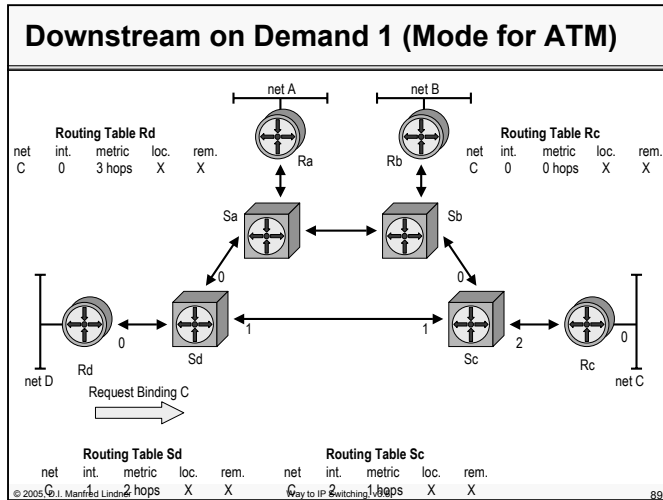 Downstream on Demand 1 (Mode for ATM)
net A
net B
Routing Table Rd
net int. metric loc. rem.
C 0 3 hops X X
Routing Table Rc
net int. metric loc. rem.
C 0 0 hops X X
Ra
Rb
Sa
Sb
0
0
0
1
1
2
0
Rd
Sd
Sc
Rc
net D
net C
Request Binding C
Routing Table Sd
net int. metric loc. rem.
C 1 2 hops X X
Routing Table Sc
net int. metric loc. rem.
C 2 1 hops X X
© 2005, D.I. Manfred Lindner
Way to IP Switching, v3.6
89